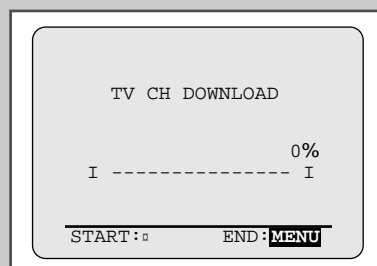 TV CH DOWNLOAD
0%
I --------------- I
START:¤ END:MENU